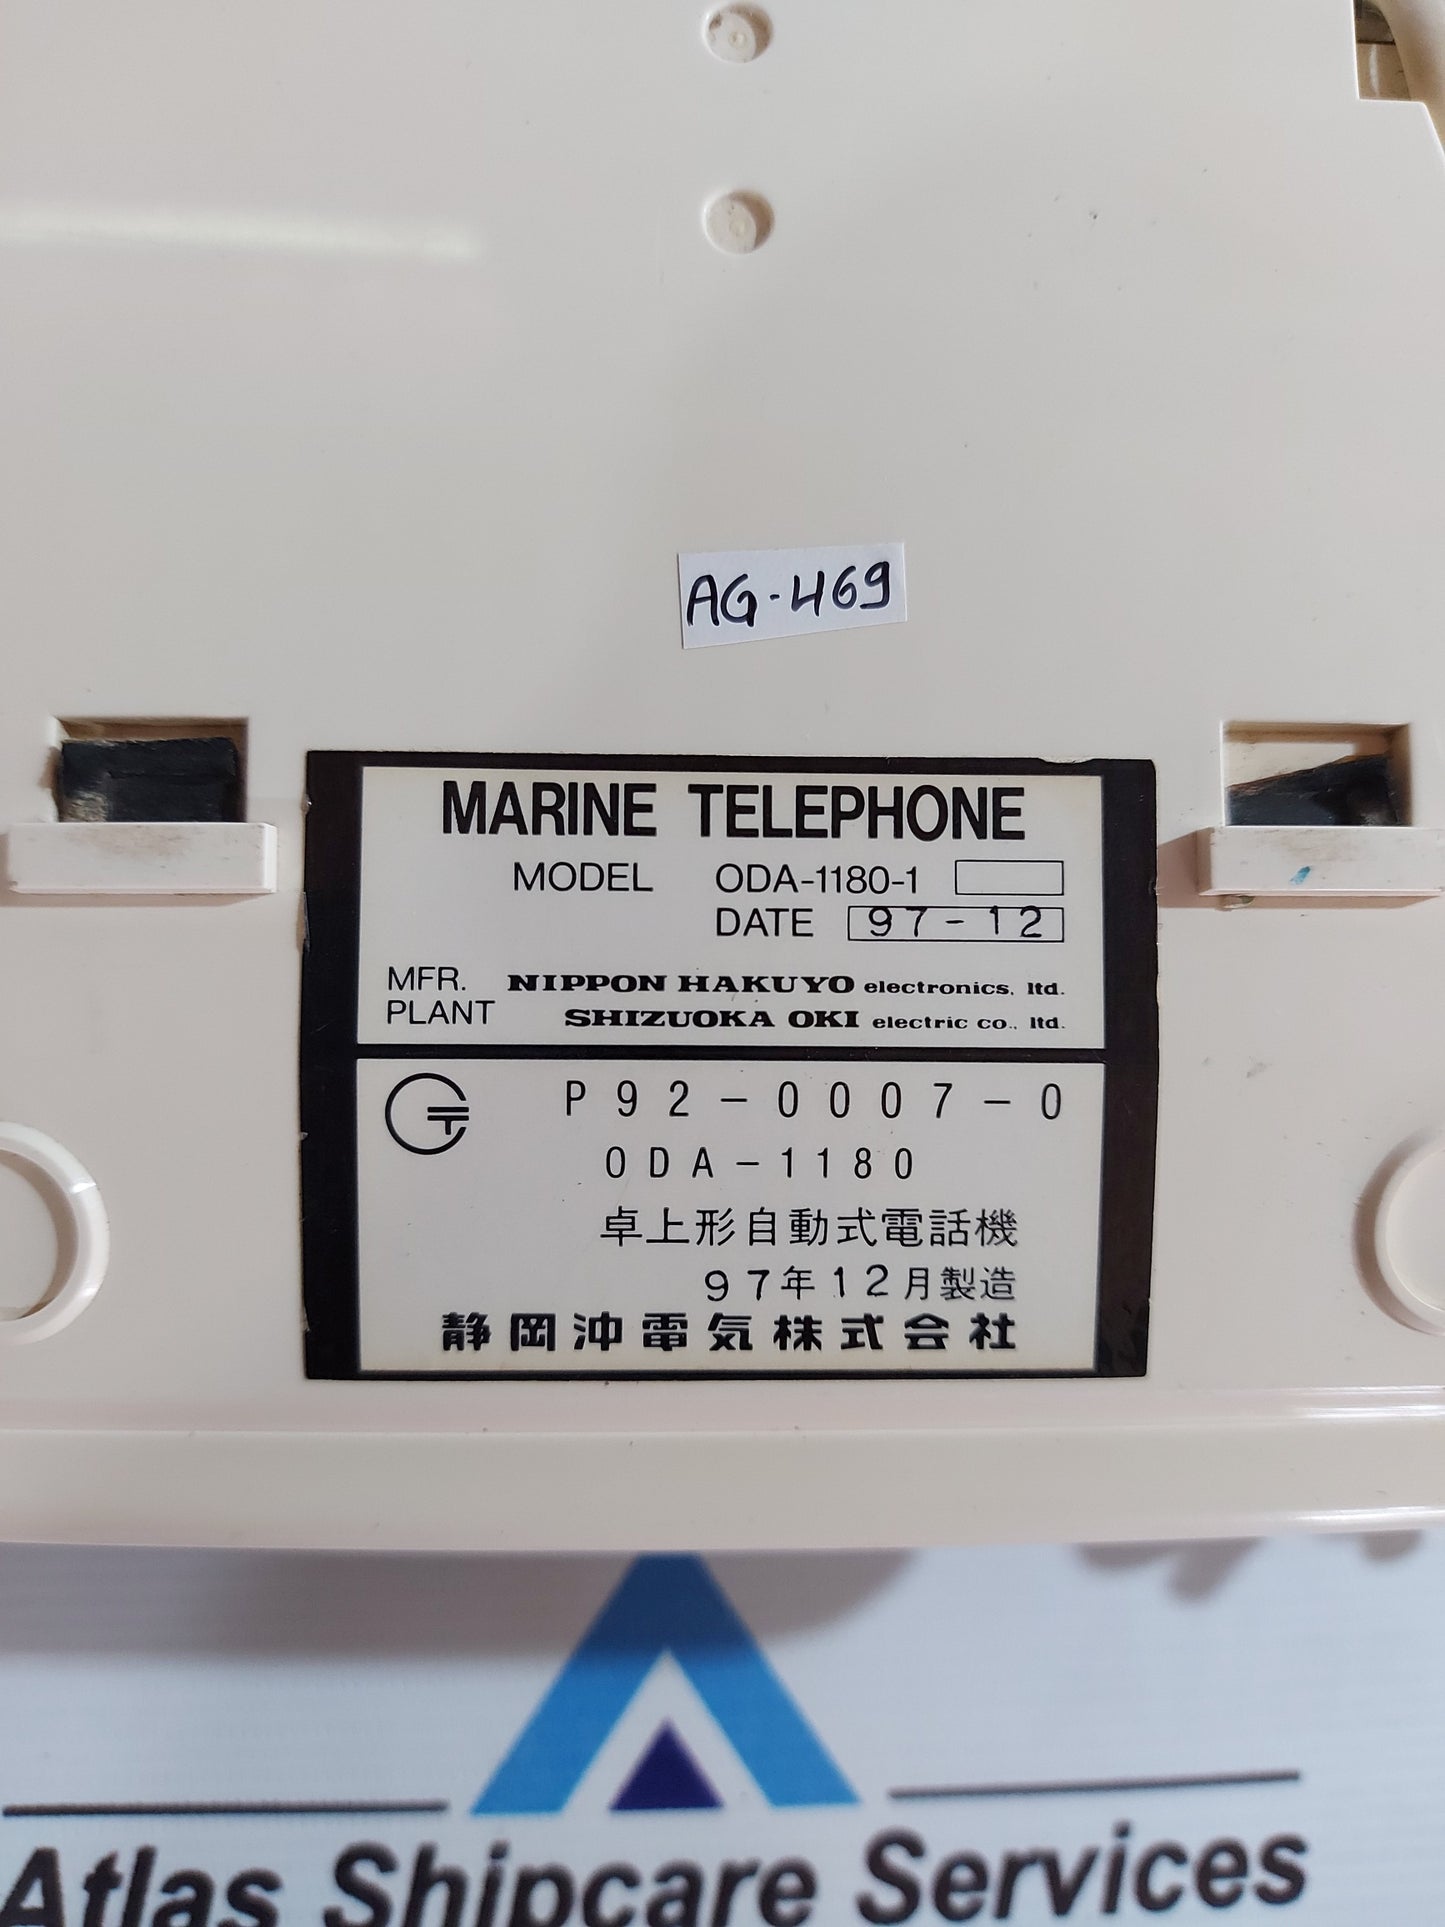 AG-469
MARINE TELEPHONE
MODEL ODA-1180-1
DATE 97-12
MFR. NIPPON HAKUYO electronics, ltd.
PLANT SHIZUOKA OKI electric co., ltd.
P92-0007-0
ODA-1180
卓上形自動式電話機
97年12月製造
静岡沖電気株式会社
Atlas Shipcare Services